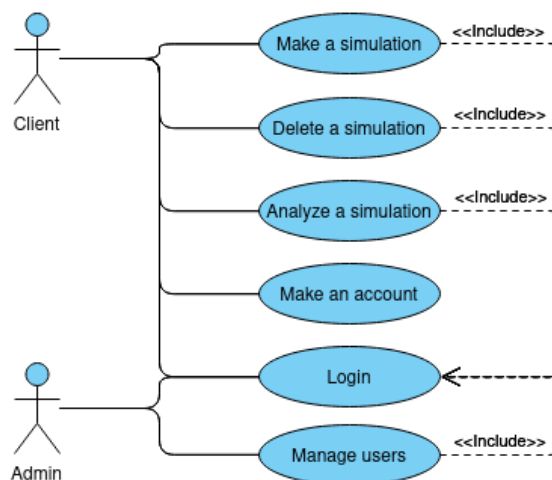 Make a simulation
<<Include>>
Client
Delete a simulation
<<Include>>
Analyze a simulation
<<Include>>
Make an account
Login
Admin
Manage users
<<Include>>